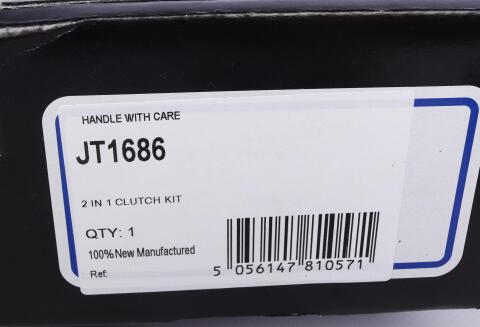 HANDLE WITH CARE
JT1686
2 IN 1 CLUTCH KIT
QTY: 1
100% New Manufactured
Ref:
5 056147 810571